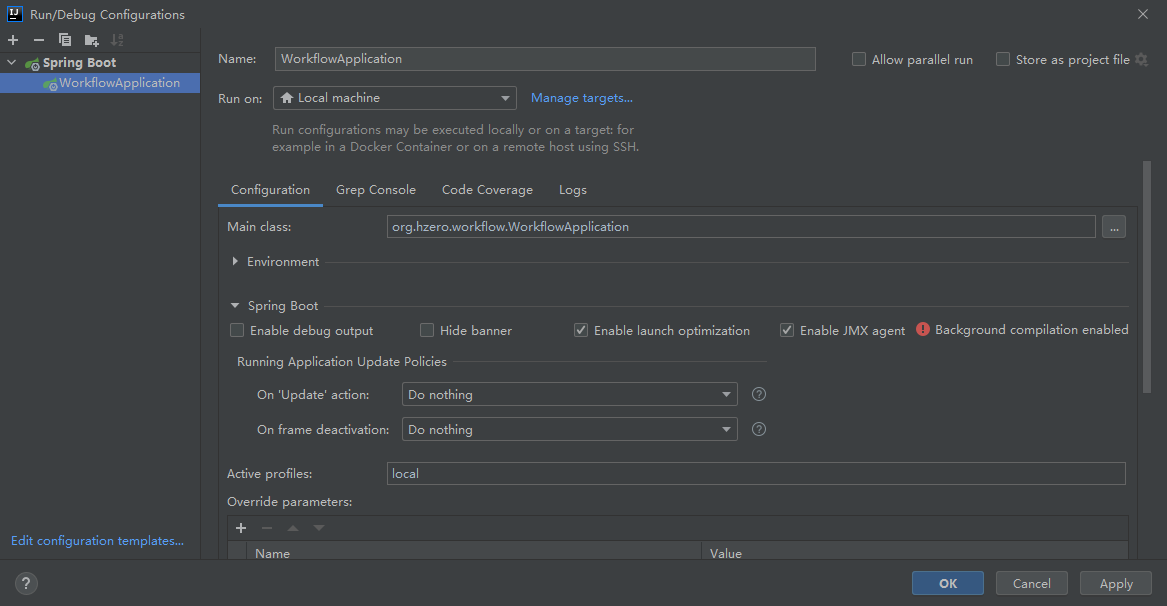 Run/Debug Configurations
Spring Boot
WorkflowApplication
Name: WorkflowApplication
Allow parallel run
Store as project file
Run on: Local machine
Manage targets...
Run configurations may be executed locally or on a target: for
example in a Docker Container or on a remote host using SSH.
Configuration Grep Console Code Coverage Logs
Main class: org.hzero.workflow.WorkflowApplication ...
Environment
Spring Boot
Enable debug output Hide banner Enable launch optimization Enable JMX agent Background compilation enabled
Running Application Update Policies
On 'Update' action: Do nothing ?
On frame deactivation: Do nothing ?
Active profiles: local
Override parameters:
Name Value
Edit configuration templates...
? OK Cancel Apply